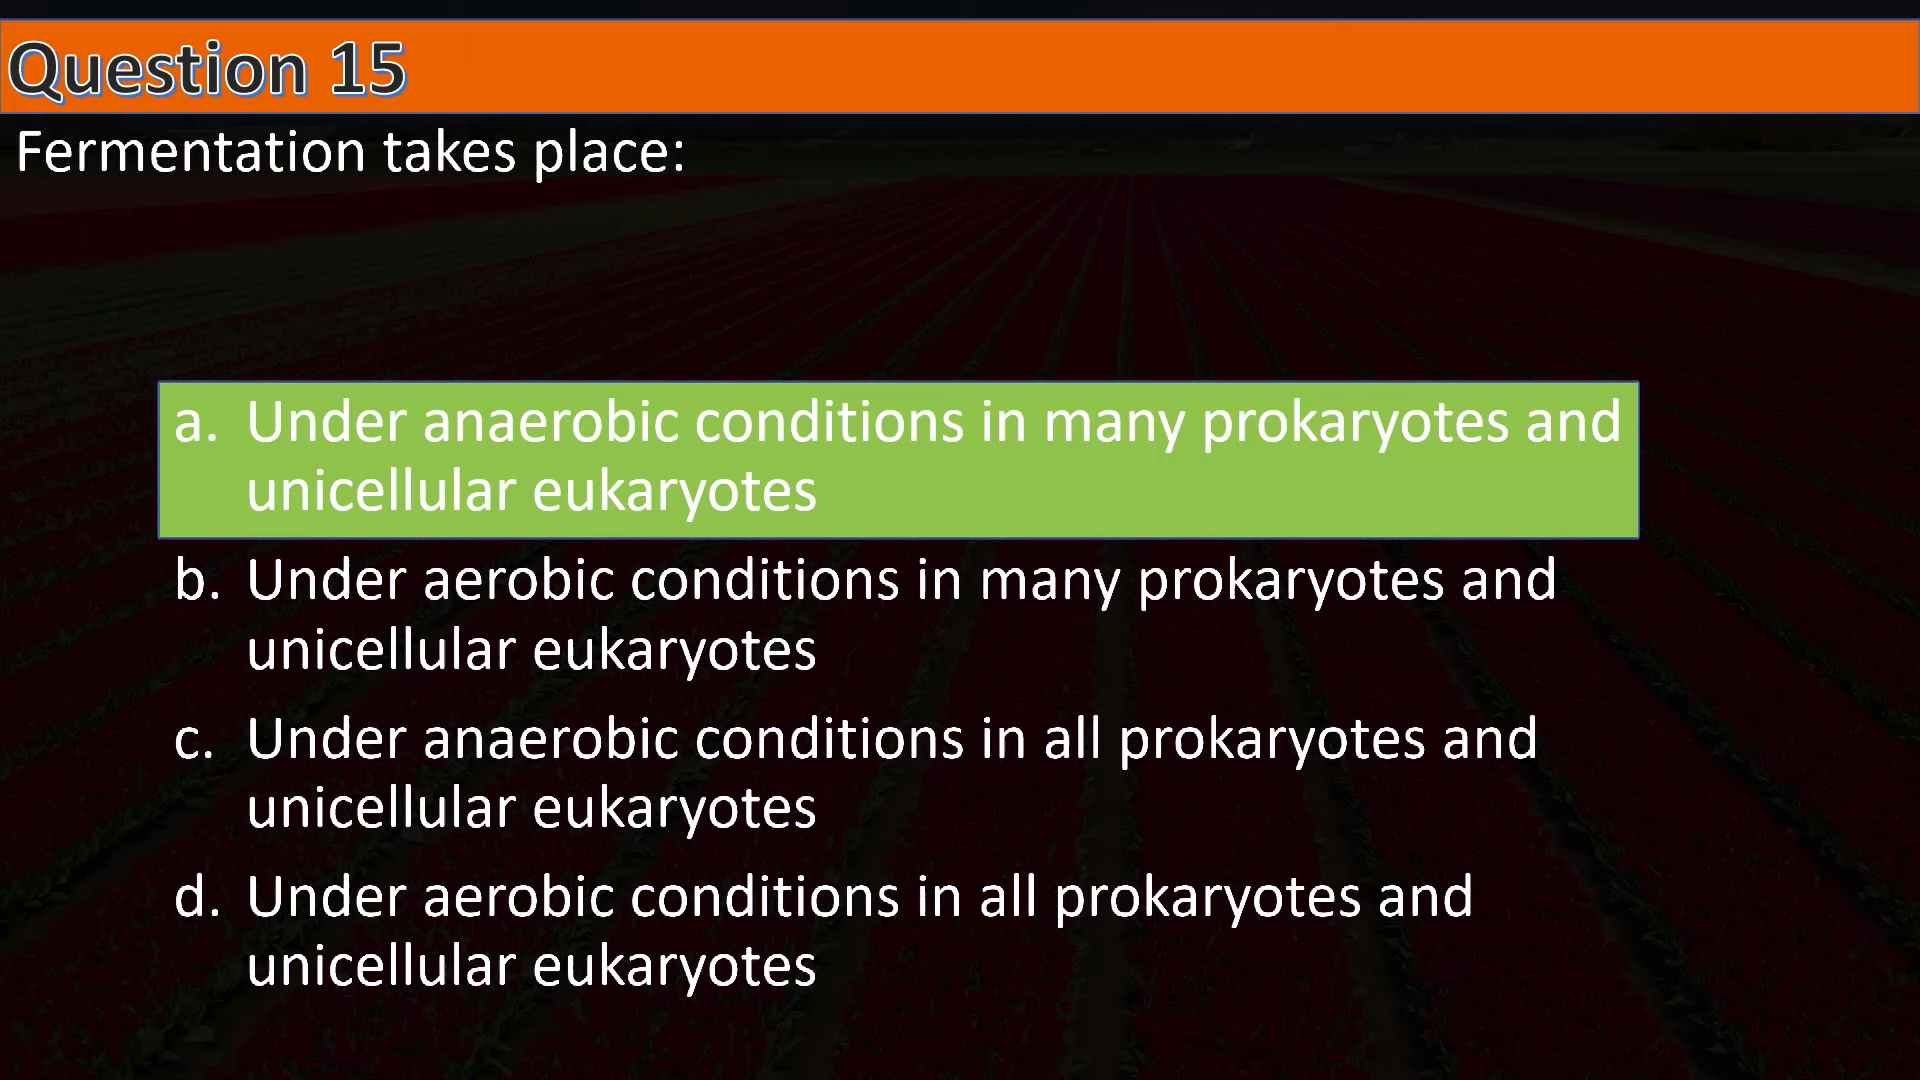 Question 15
Fermentation takes place:
a. Under anaerobic conditions in many prokaryotes and
unicellular eukaryotes
b. Under aerobic conditions in many prokaryotes and
unicellular eukaryotes
c. Under anaerobic conditions in all prokaryotes and
unicellular eukaryotes
d. Under aerobic conditions in all prokaryotes and
unicellular eukaryotes